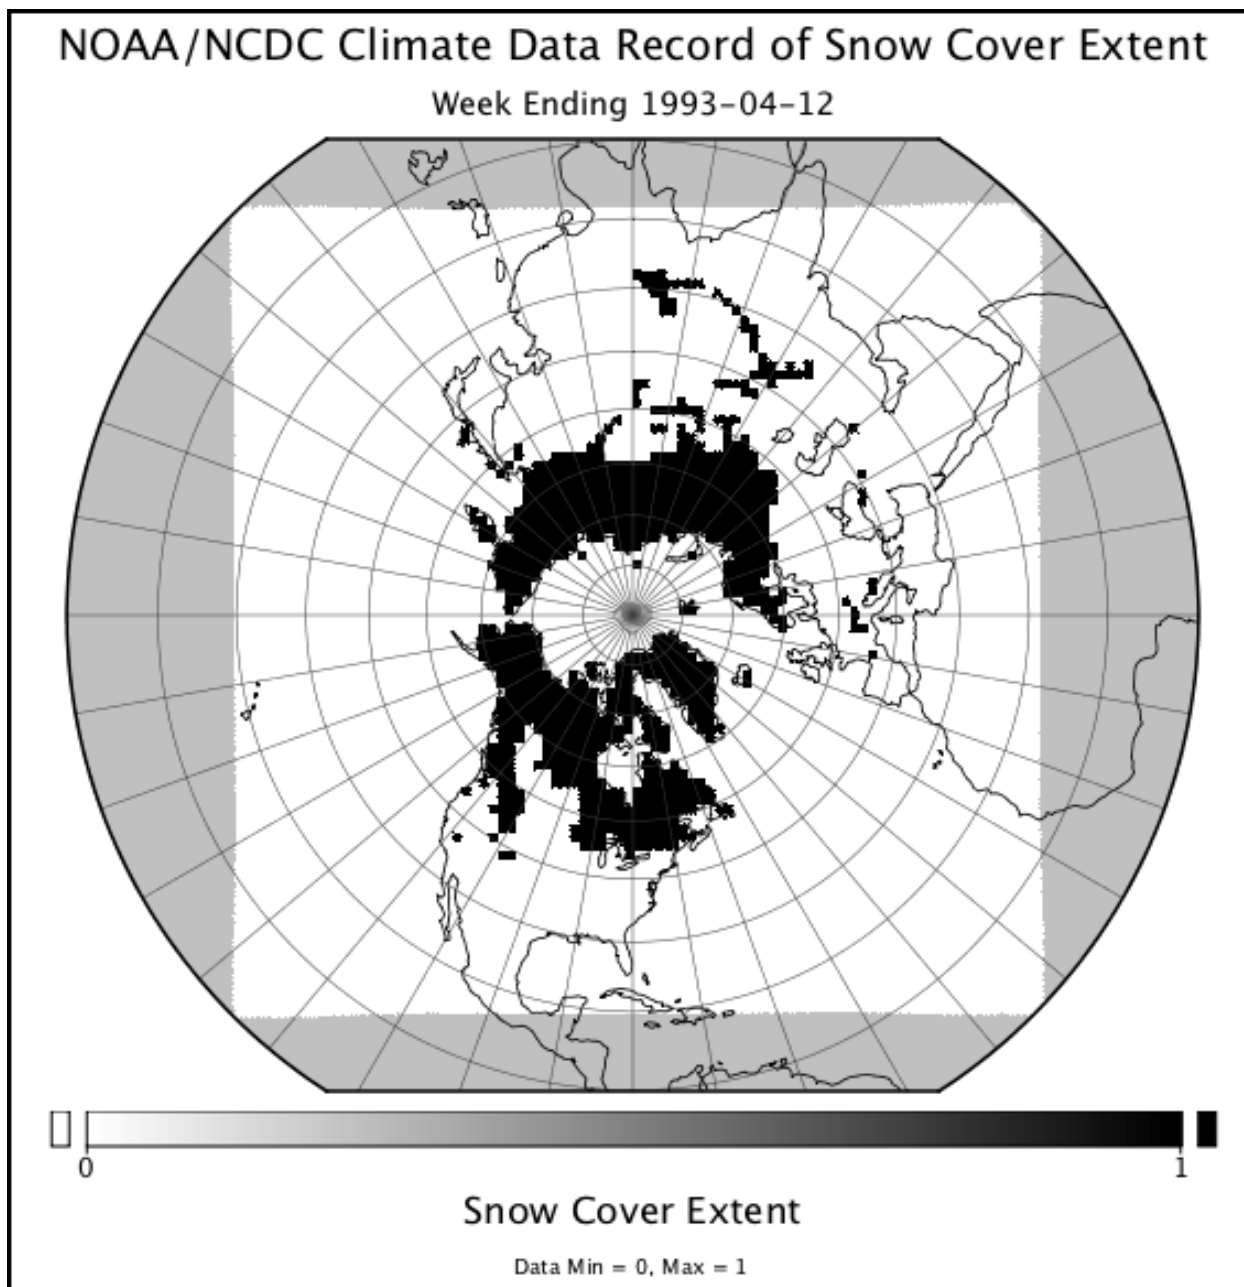 NOAA/NCDC Climate Data Record of Snow Cover Extent
Week Ending 1993-04-12
0 1
Snow Cover Extent
Data Min = 0, Max = 1